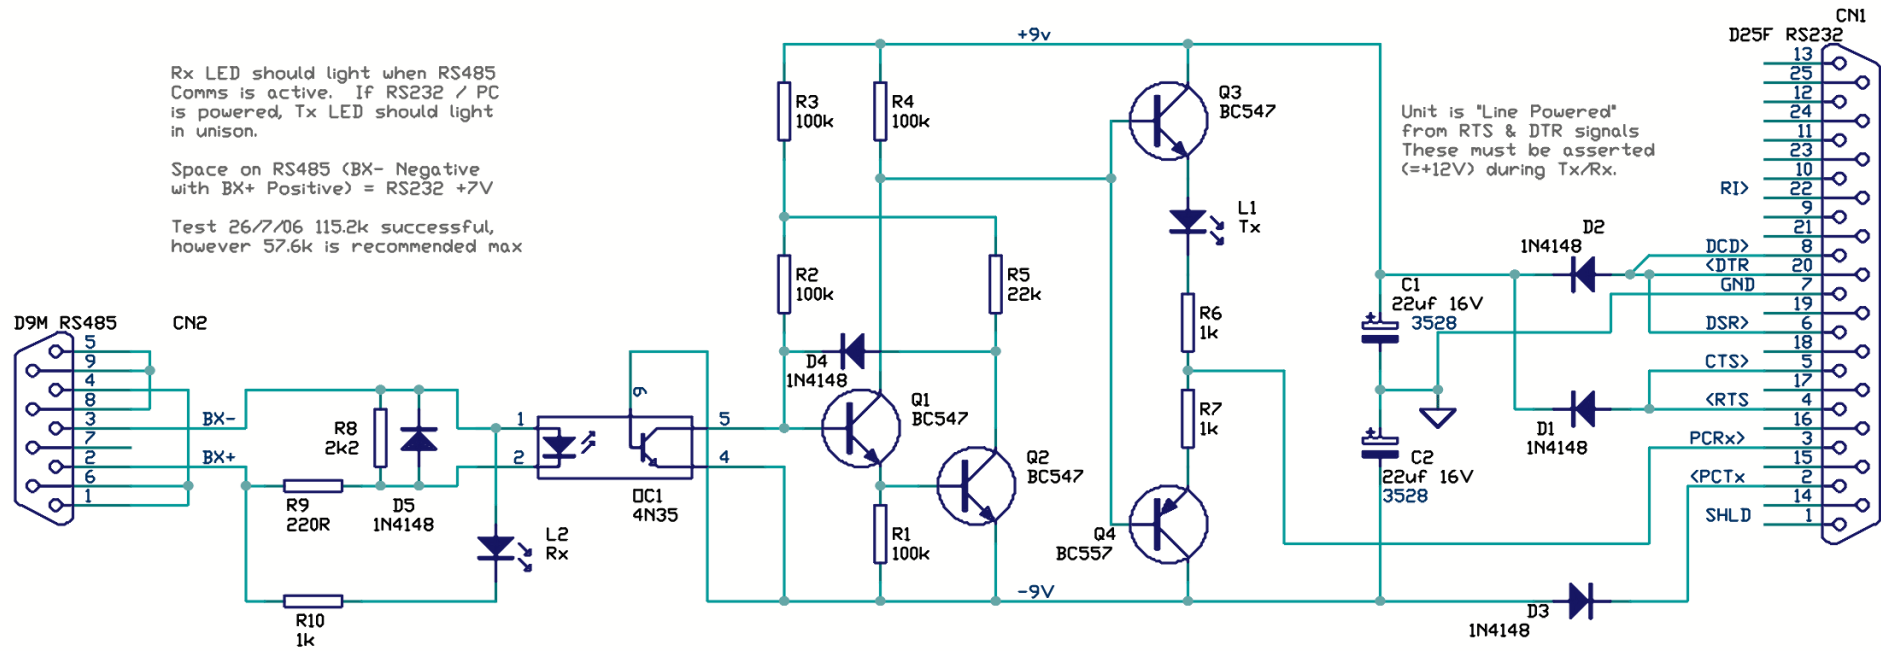 CN1
D25F RS232
+9v
Rx LED should light when RS485
Comms is active. If RS232 / PC
is powered, Tx LED should light
in unison.
Space on RS485 (BX- Negative
with BX+ Positive) = RS232 +7V
Test 26/7/06 115.2k successful,
however 57.6k is recommended max
R3
100k
R4
100k
Q3
BC547
Unit is "Line Powered"
from RTS & DTR signals
These must be asserted
(=+12V) during Tx/Rx.
L1
Tx
R2
100k
R5
22k
R6
1k
D2
1N4148
C1
22uf 16V
3528
13
25
12
24
11
23
10
RI> 22
9
21
DCD> 8
<DTR 20
GND 7
19
DSR> 6
18
CTS> 5
17
<RTS 4
16
PCRx> 3
15
<PCTx 2
14
SHLD 1
D9M RS485
CN2
5
9
4
8
3
7
2
6
1
BX-
BX+
R8
2k2
D5
1N4148
R9
220R
R10
1k
L2
Rx
1
2
6
5
4
OC1
4N35
D4
1N4148
Q1
BC547
Q2
BC547
R1
100k
R7
1k
Q4
BC557
D1
1N4148
C2
22uf 16V
3528
-9V
D3
1N4148